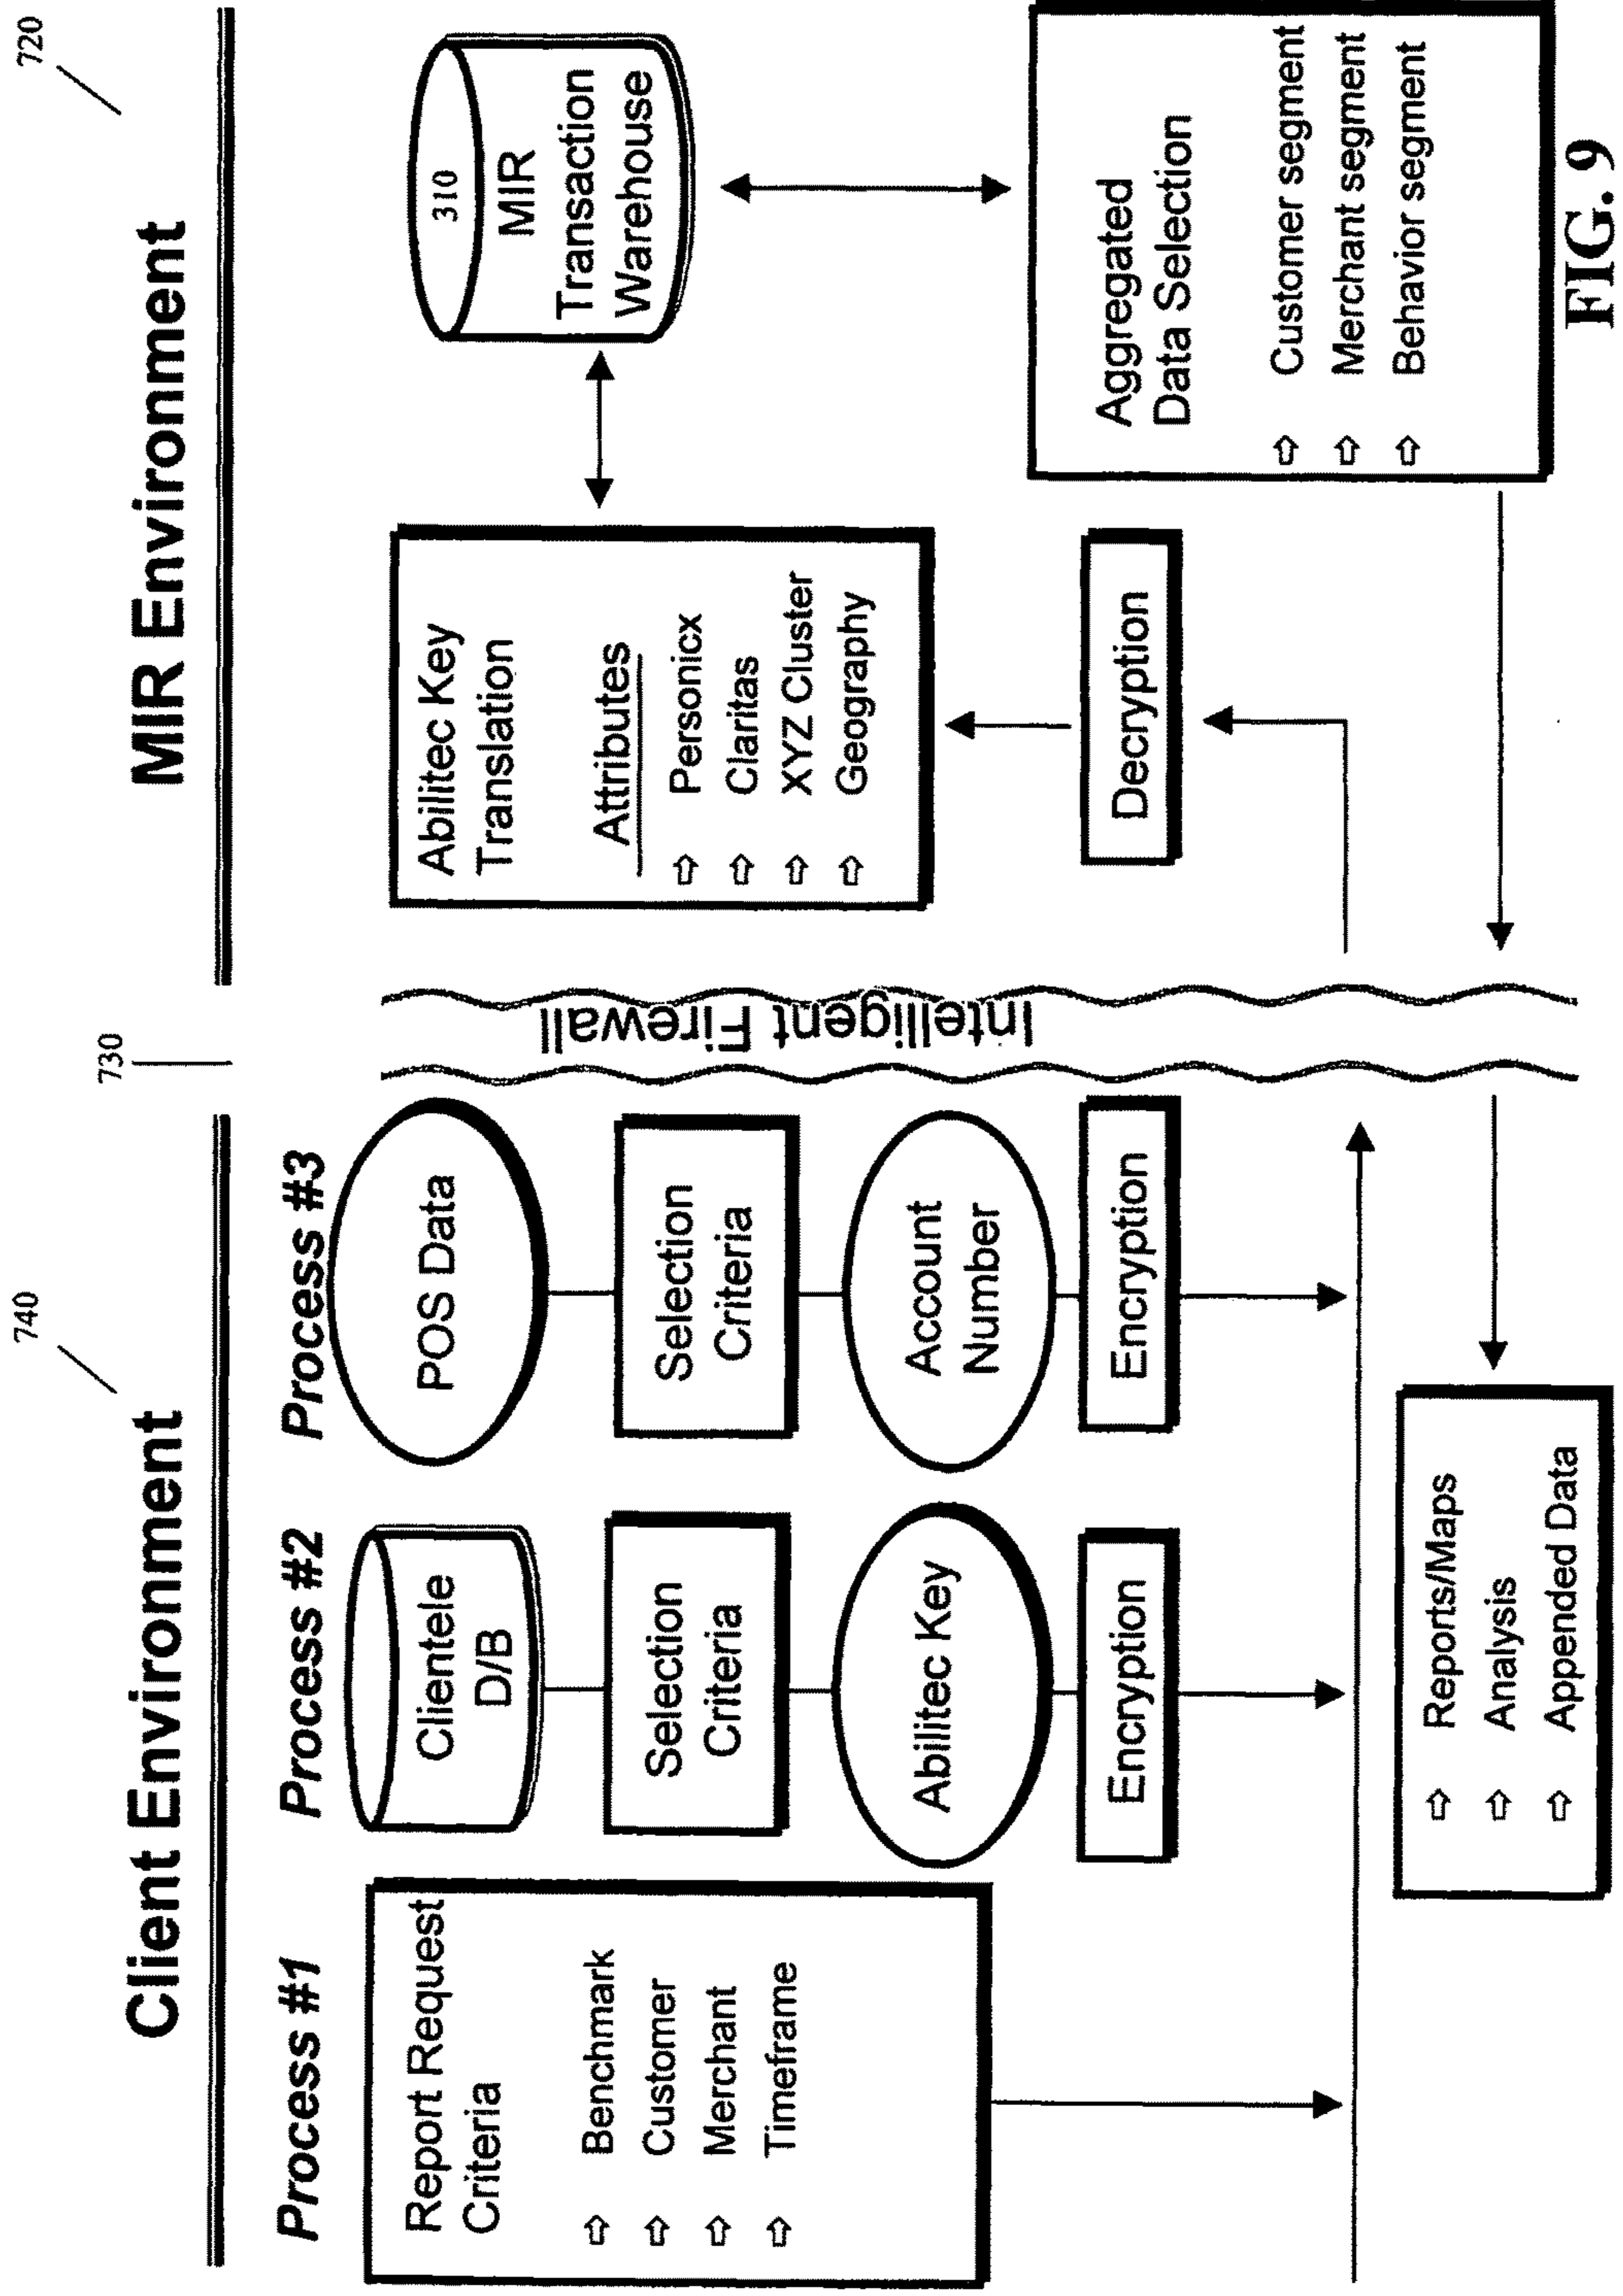 740
730
720
Client Environment
MIR Environment
Process #1
Report Request
Criteria
Benchmark
Customer
Merchant
Timeframe
Process #2
Clientele
D/B
Selection
Criteria
Abilitec Key
Encryption
Process #3
POS Data
Selection
Criteria
Account
Number
Encryption
Reports/Maps
Analysis
Appended Data
Intelligent Firewall
Abilitec Key
Translation
Attributes
Personicx
Claritas
XYZ Cluster
Geography
Decryption
310
MIR
Transaction
Warehouse
Aggregated
Data Selection
Customer segment
Merchant segment
Behavior segment
FIG. 9